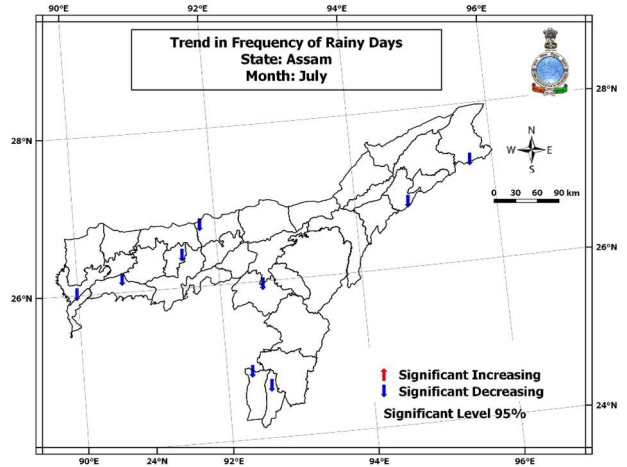 90°E 92°E 94°E 96°E
Trend in Frequency of Rainy Days
State: Assam
Month: July
28°N 28°N
N
W E
S
0 30 60 90 km
26°N 26°N
Significant Increasing
Significant Decreasing
Significant Level 95%
24°N
90°E 24°N 92°E 94°E 96°E